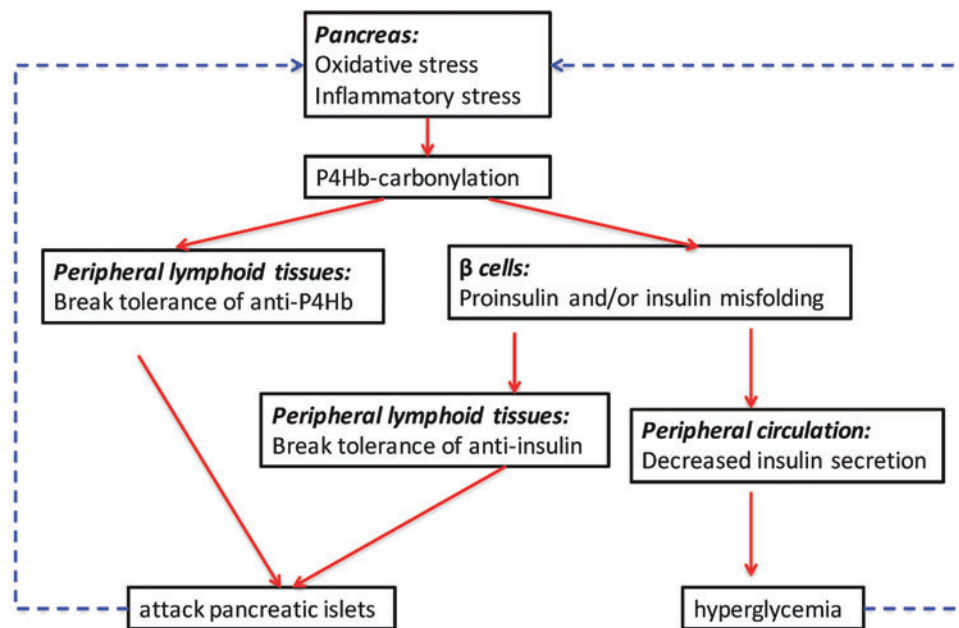 Pancreas:
Oxidative stress
Inflammatory stress
P4Hb-carbonylation
Peripheral lymphoid tissues:
Break tolerance of anti-P4Hb
β cells:
Proinsulin and/or insulin misfolding
Peripheral lymphoid tissues:
Break tolerance of anti-insulin
Peripheral circulation:
Decreased insulin secretion
attack pancreatic islets
hyperglycemia